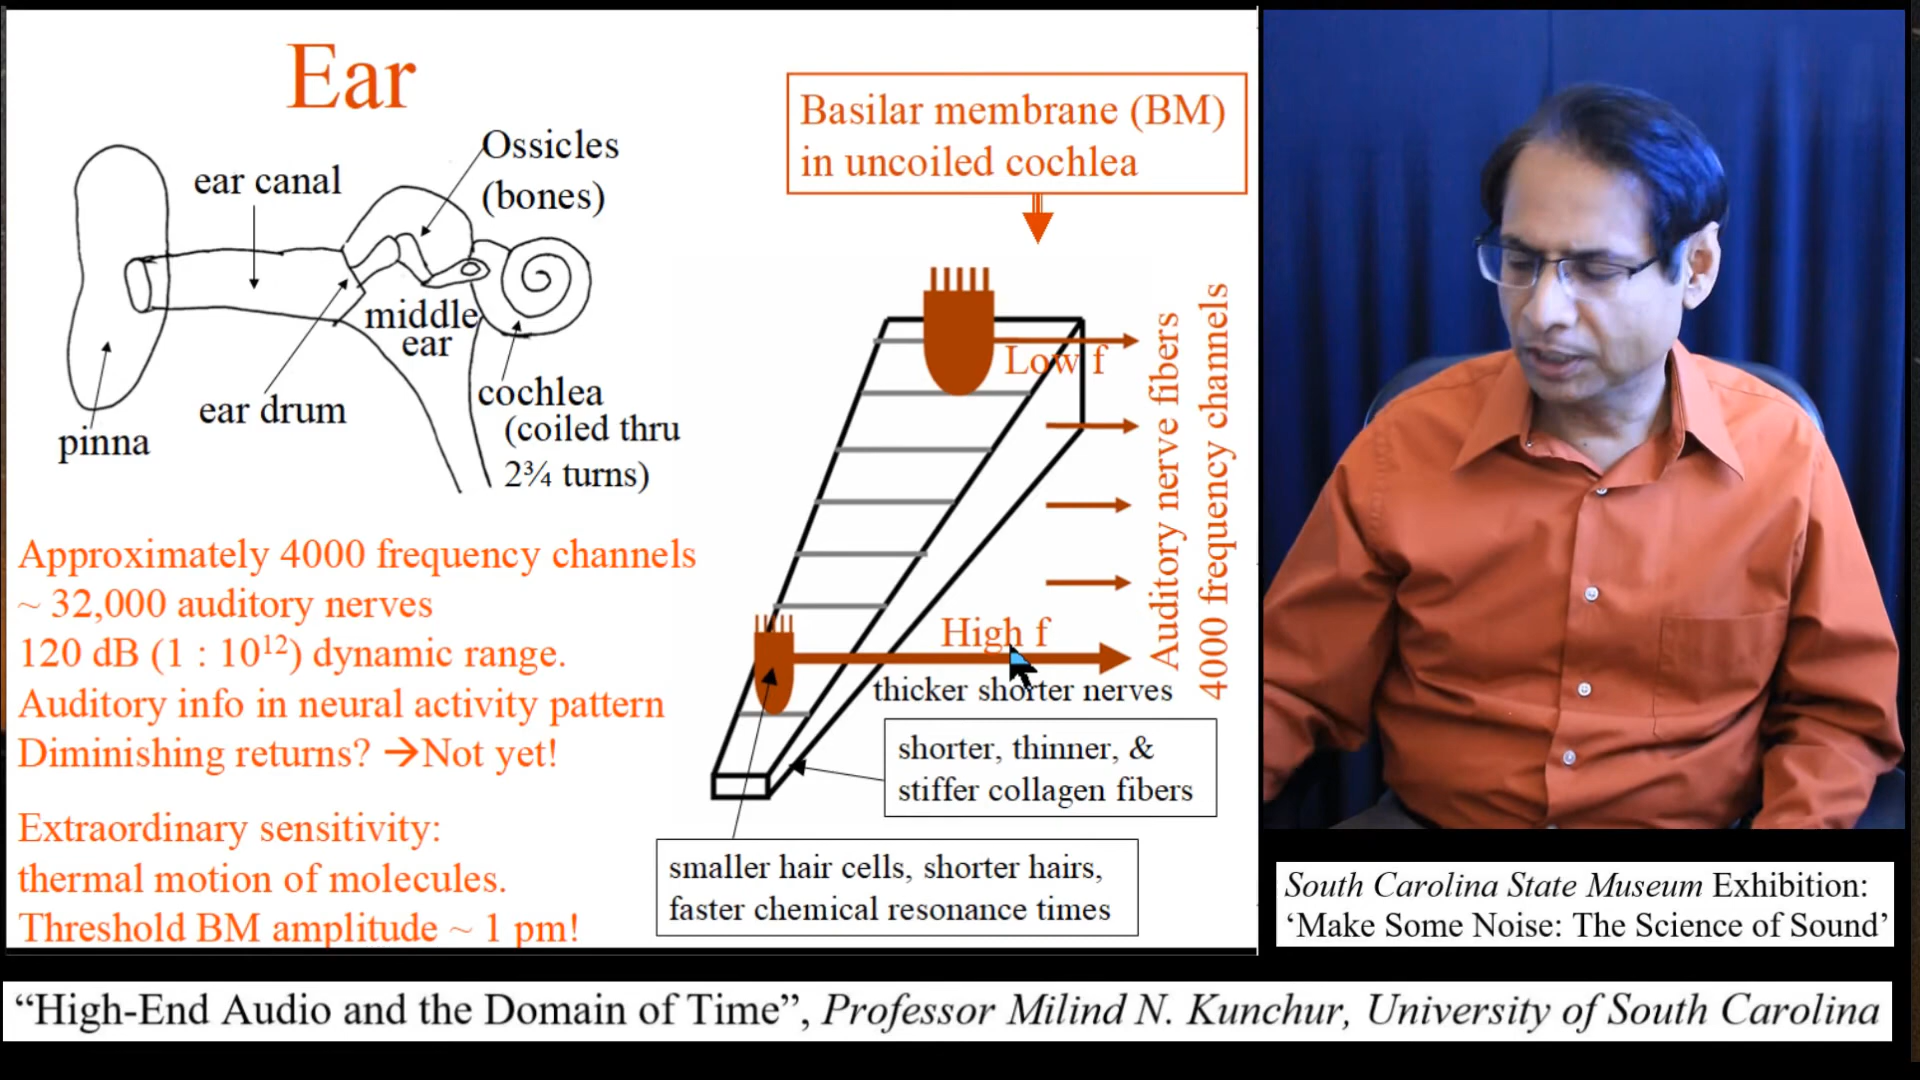 Ear
Ossicles
(bones)
ear canal
middle
ear
ear drum
pinna
cochlea
(coiled thru
2¾ turns)
Approximately 4000 frequency channels
~ 32,000 auditory nerves
120 dB (1 : 10¹²) dynamic range.
Auditory info in neural activity pattern
Diminishing returns? →Not yet!
Extraordinary sensitivity:
thermal motion of molecules.
Threshold BM amplitude ~ 1 pm!
Basilar membrane (BM)
in uncoiled cochlea
Low f
High f
thicker shorter nerves
Auditory nerve fibers
4000 frequency channels
shorter, thinner, &
stiffer collagen fibers
smaller hair cells, shorter hairs,
faster chemical resonance times
South Carolina State Museum Exhibition:
‘Make Some Noise: The Science of Sound’
“High-End Audio and the Domain of Time”, Professor Milind N. Kunchur, University of South Carolina